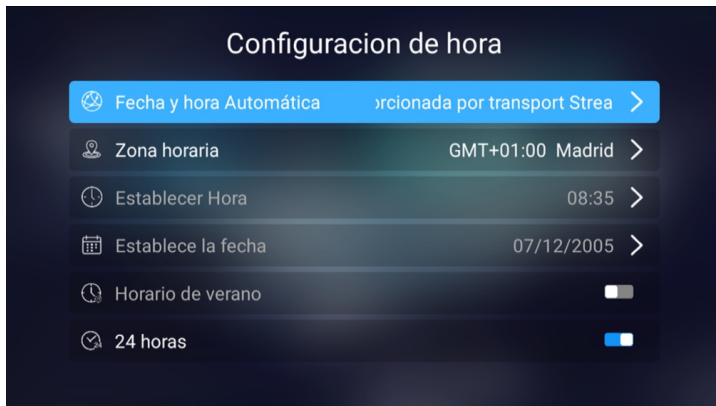 Configuracion de hora
Fecha y hora Automática orcionada por transport Strea
Zona horaria GMT+01:00 Madrid
Establecer Hora 08:35
Establece la fecha 07/12/2005
Horario de verano
24 horas